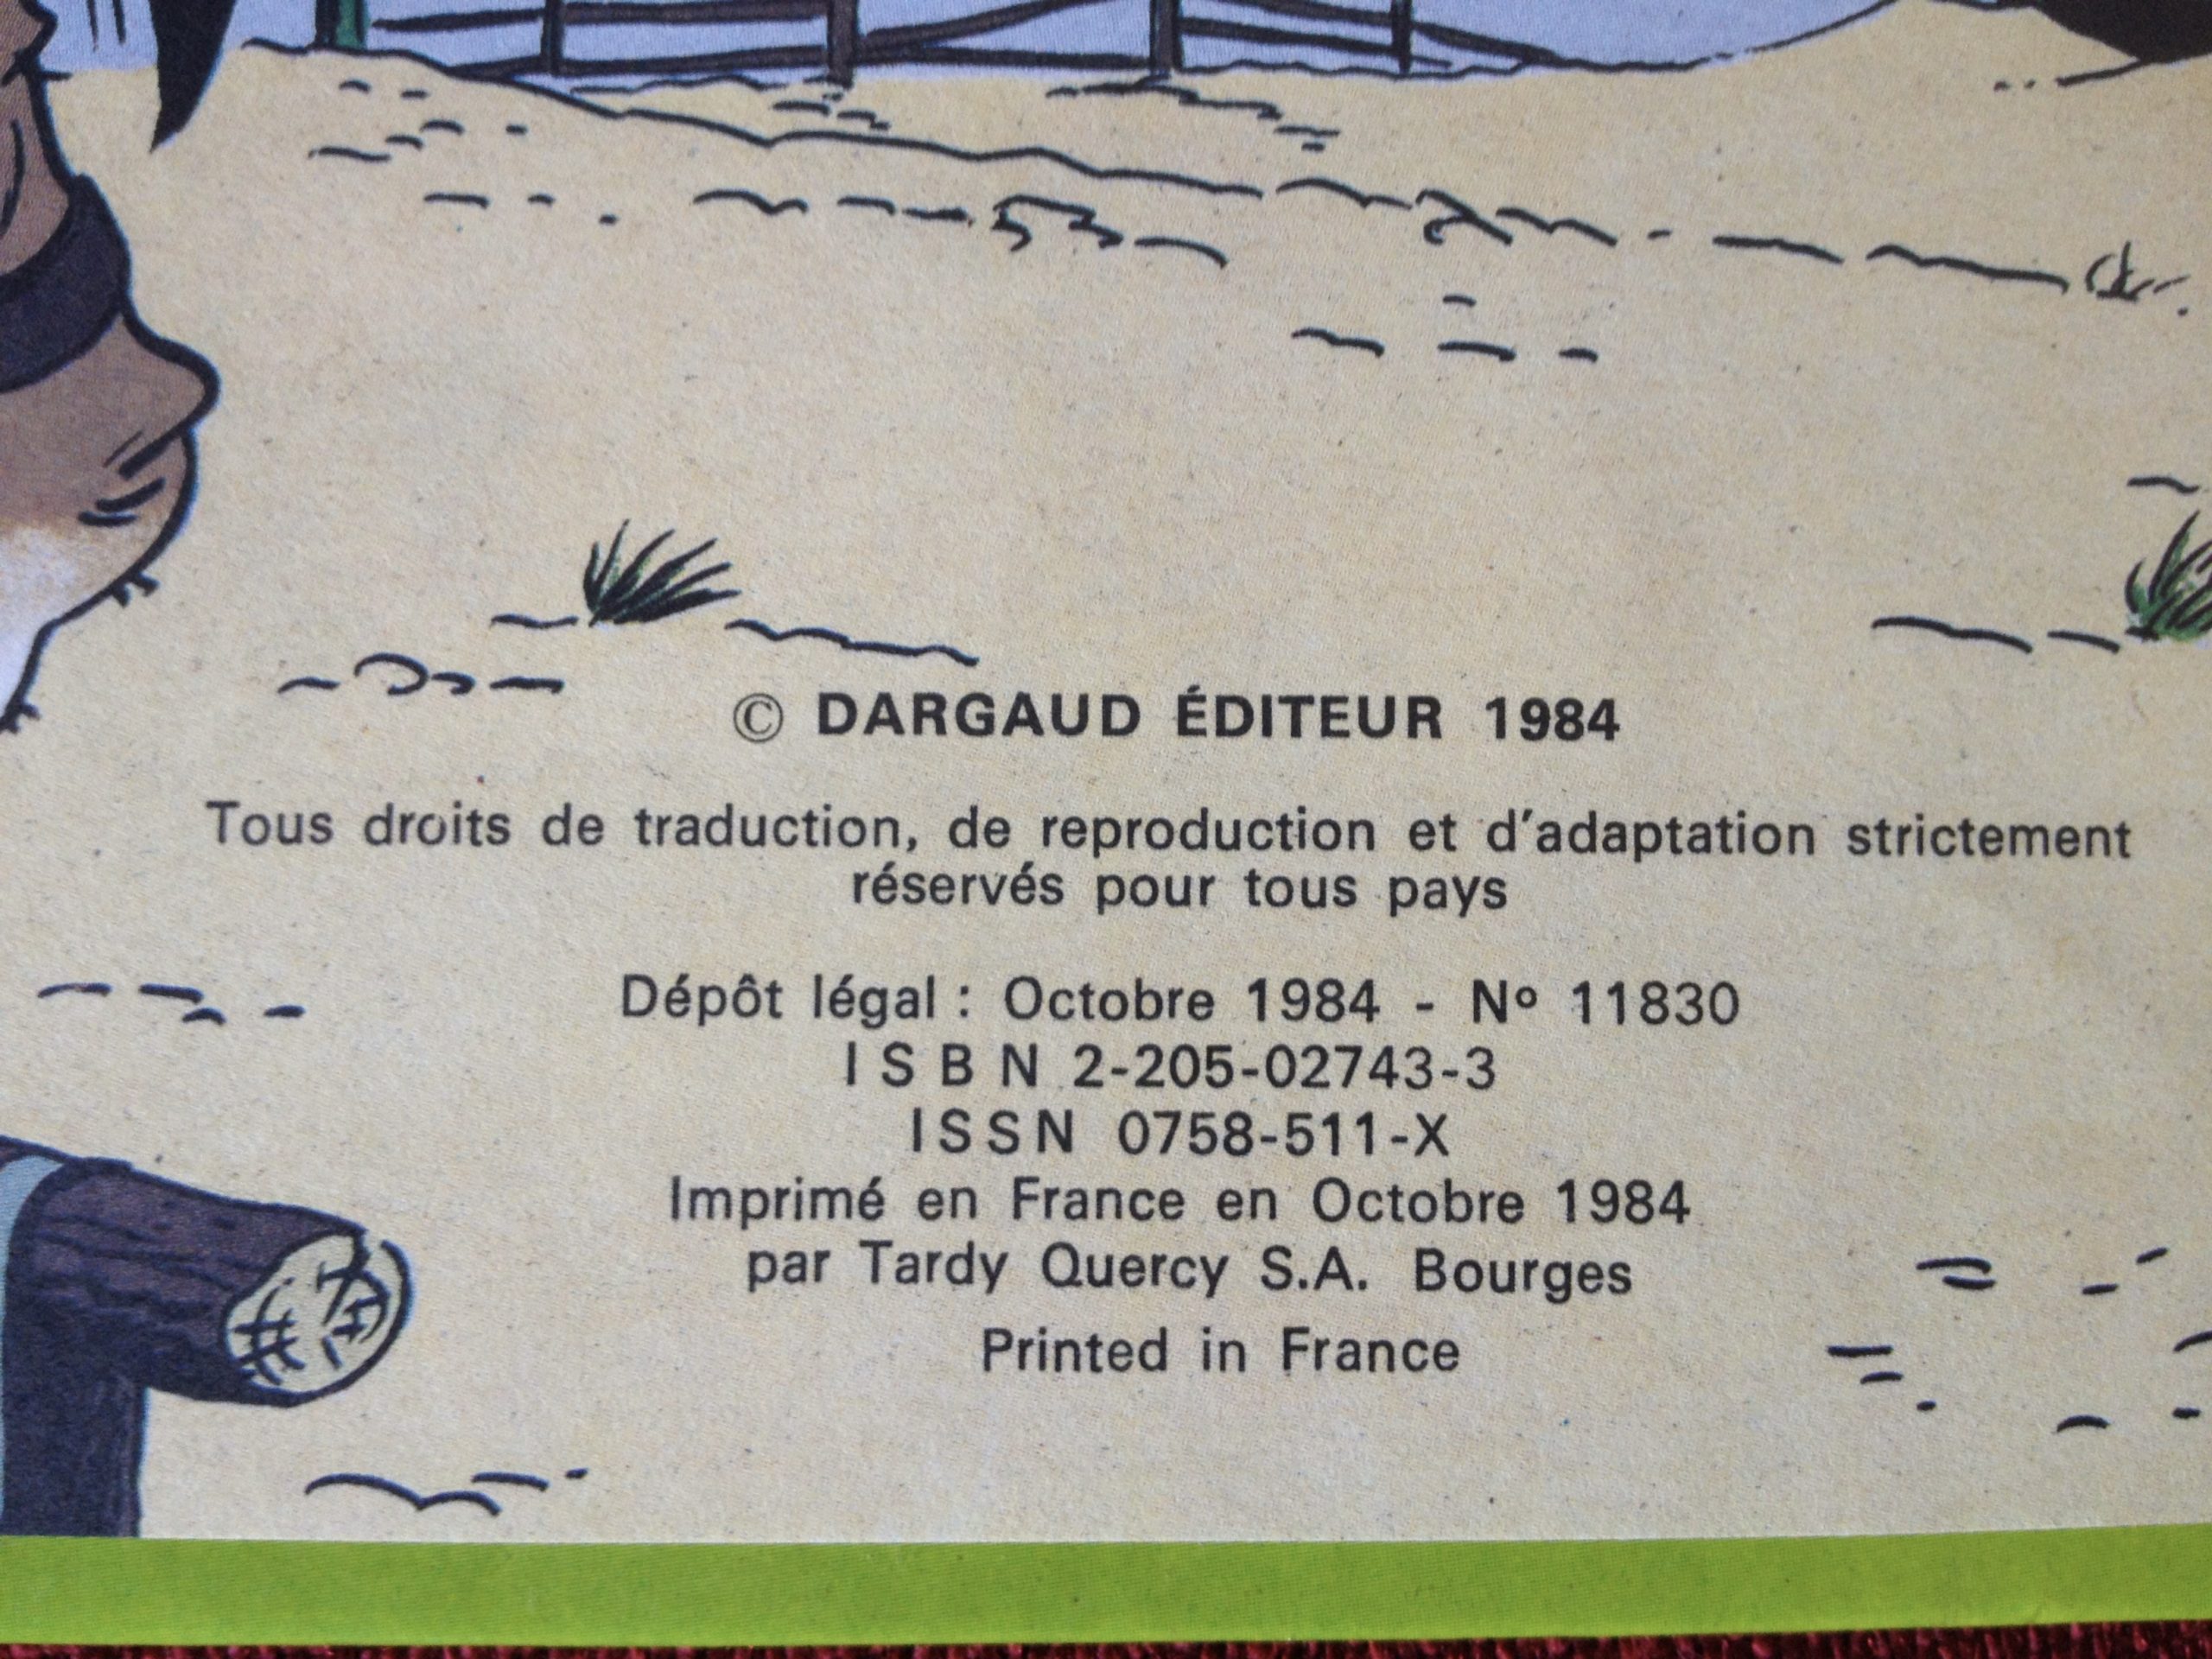 © DARGAUD ÉDITEUR 1984
Tous droits de traduction, de reproduction et d'adaptation strictement
réservés pour tous pays
Dépôt légal : Octobre 1984 - Nº 11830
ISBN 2-205-02743-3
ISSN 0758-511-X
Imprimé en France en Octobre 1984
par Tardy Quercy S.A. Bourges
Printed in France